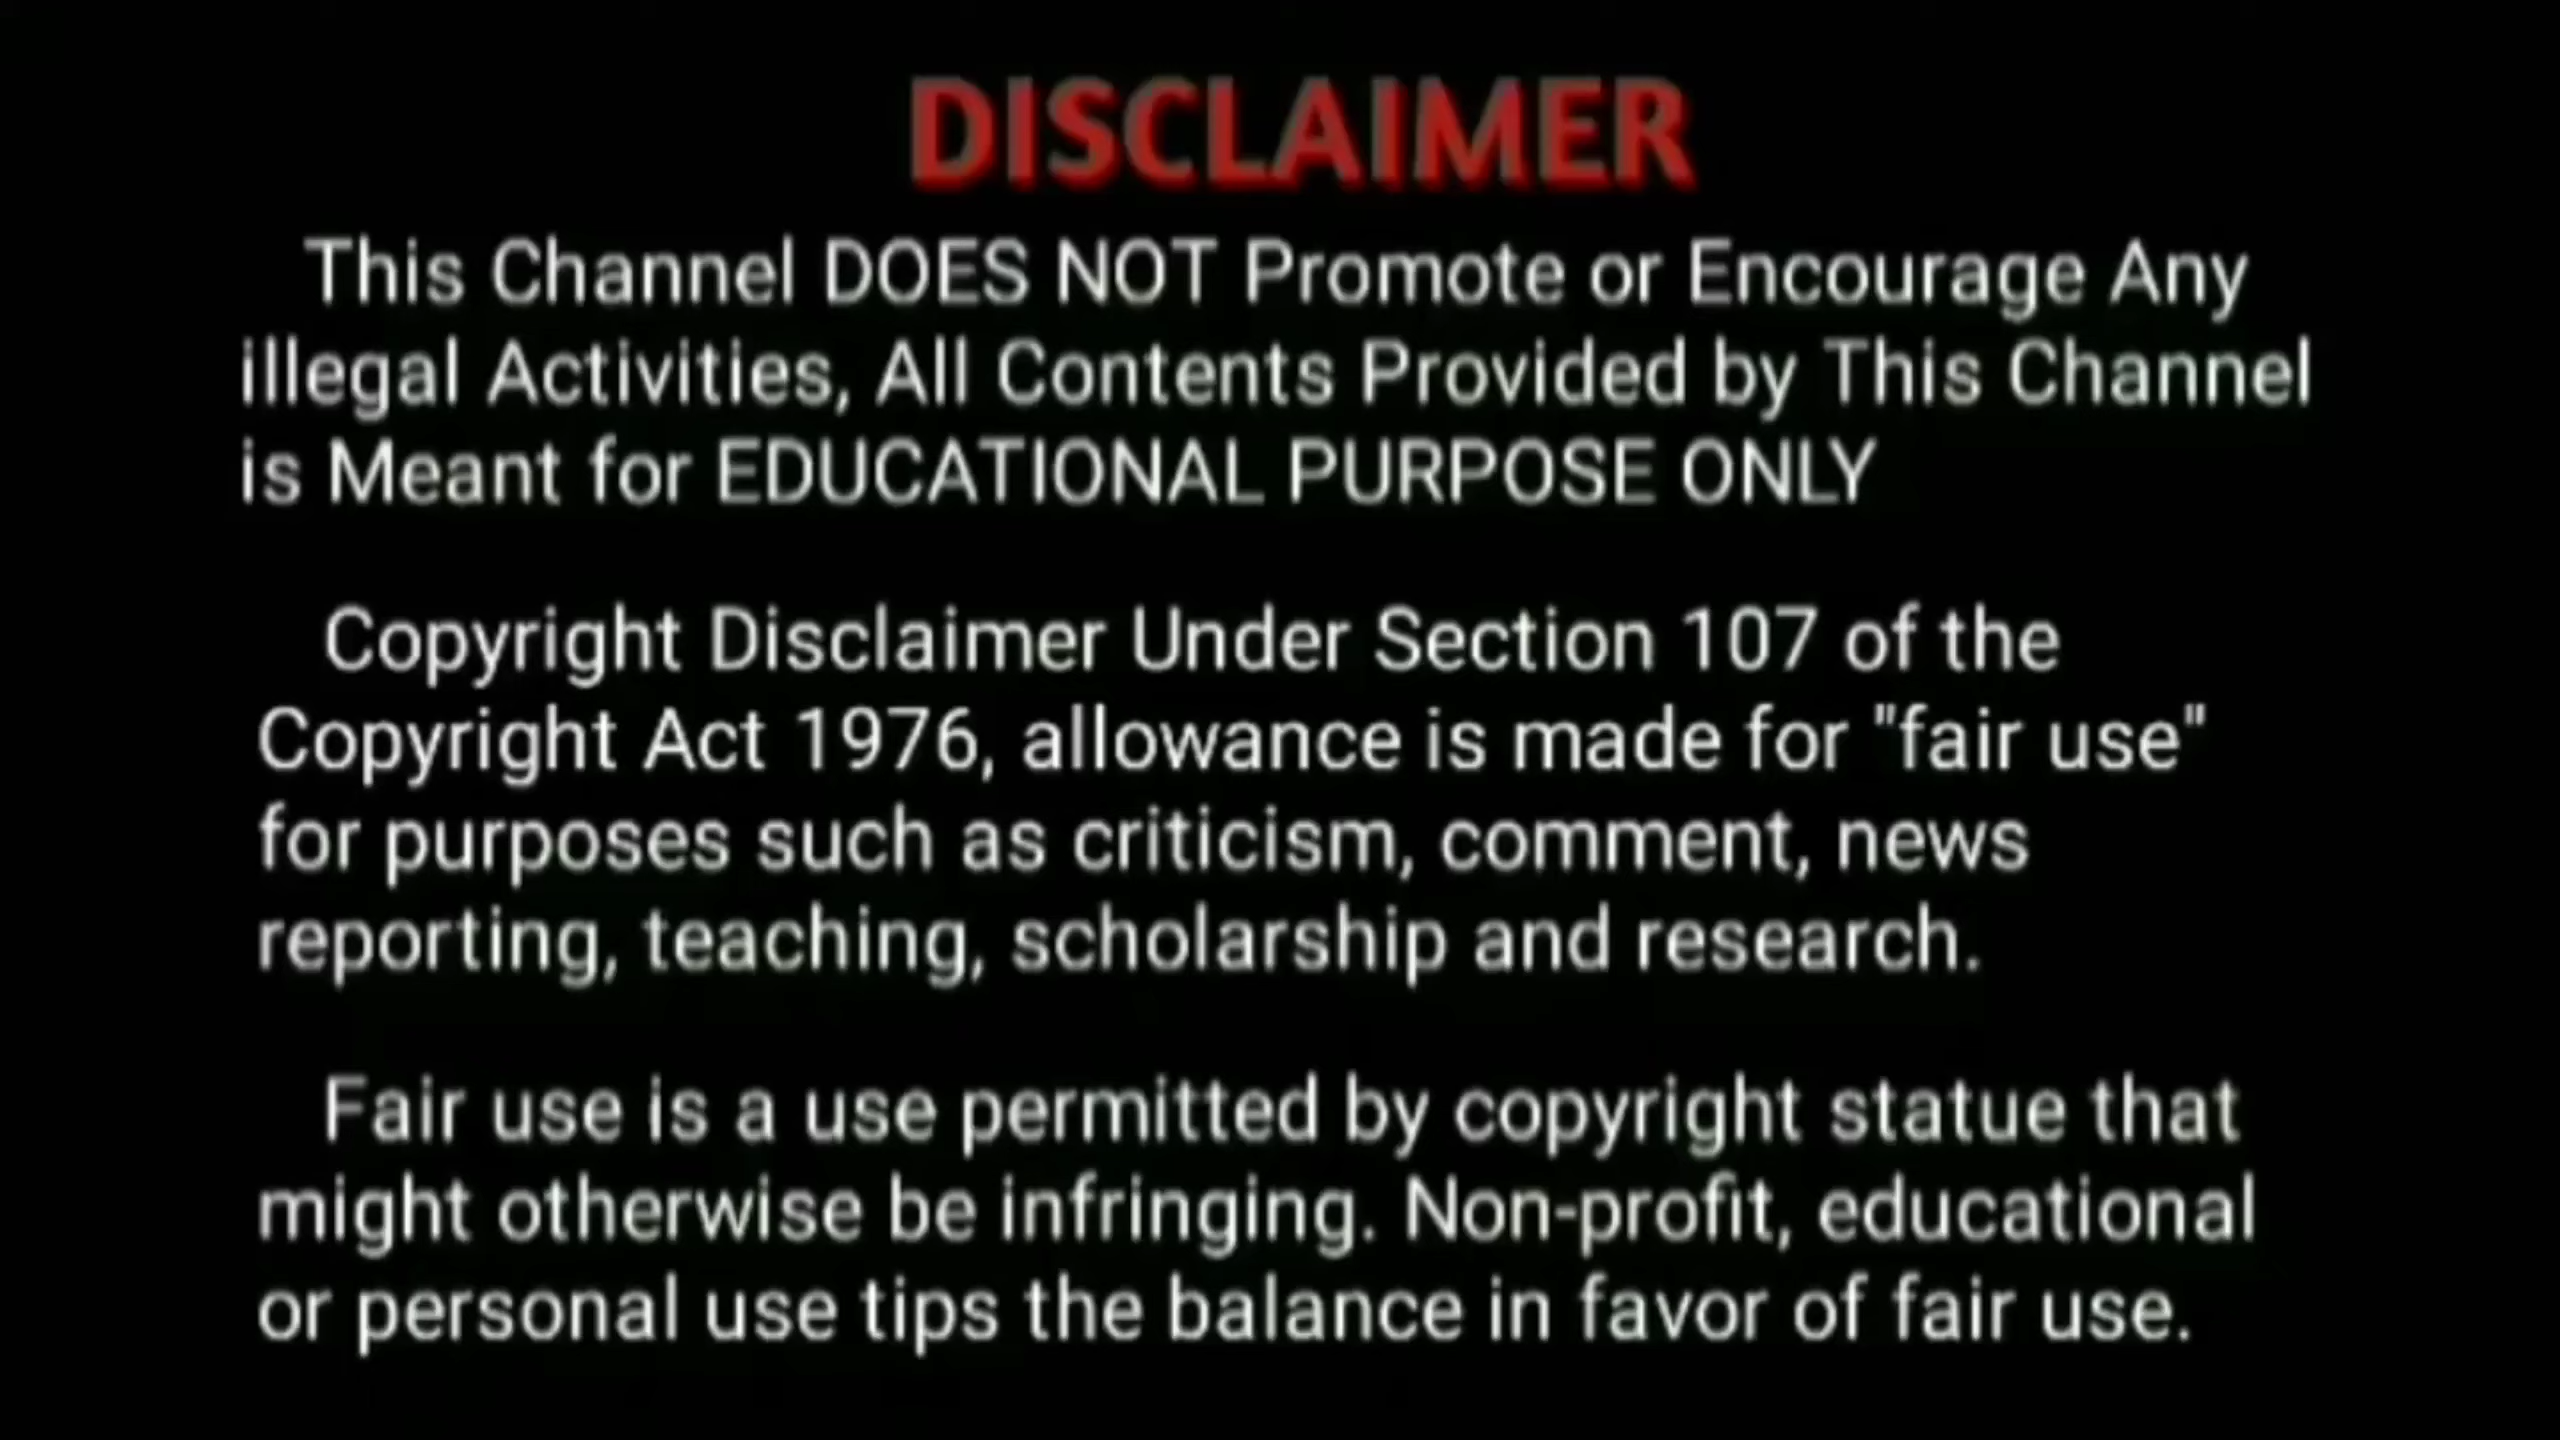 DISCLAIMER
This Channel DOES NOT Promote or Encourage Any
illegal Activities, All Contents Provided by This Channel
is Meant for EDUCATIONAL PURPOSE ONLY
Copyright Disclaimer Under Section 107 of the
Copyright Act 1976, allowance is made for "fair use"
for purposes such as criticism, comment, news
reporting, teaching, scholarship and research.
Fair use is a use permitted by copyright statue that
might otherwise be infringing. Non-profit, educational
or personal use tips the balance in favor of fair use.